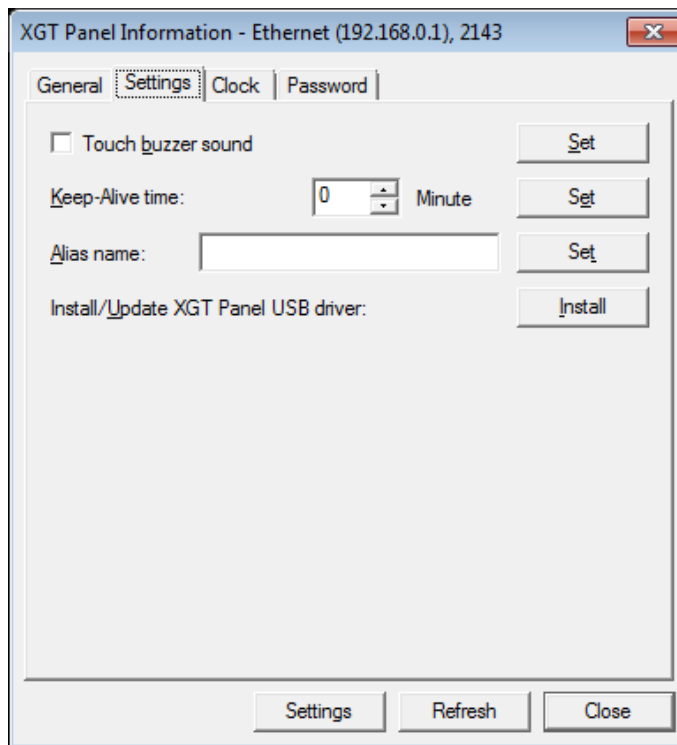 XGT Panel Information - Ethernet (192.168.0.1), 2143
General Settings Clock Password
Touch buzzer sound Set
Keep-Alive time: 0 Minute Set
Alias name: Set
Install/Update XGT Panel USB driver: Install
Settings Refresh Close